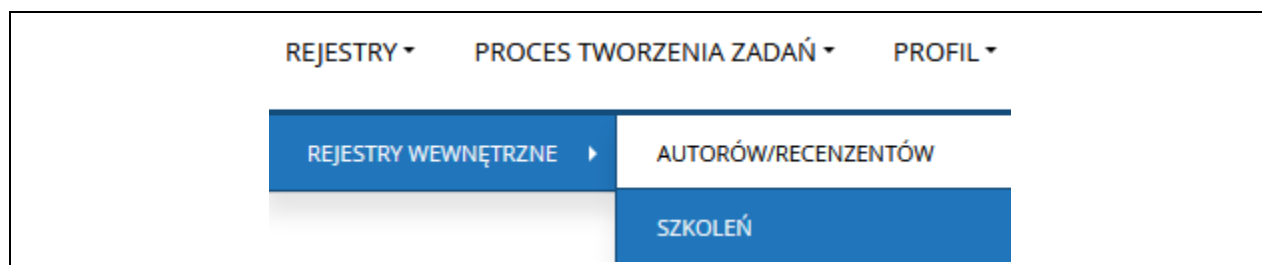 REJESTRY PROCES TWORZENIA ZADAŃ PROFIL
REJESTRY WEWNĘTRZNE AUTORÓW/RECENZENTÓW
SZKOLEŃ